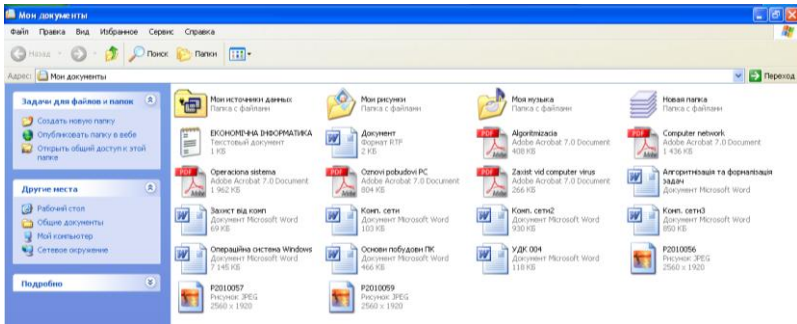 Мои документы
Файл Правка Вид Избранное Сервис Справка
Назад Поиск Папки
Адрес: Мои документы Переход
Задачи для файлов и папок
Создать новую папку
Опубликовать папку в вебе
Открыть общий доступ к этой
папке
Другие места
Рабочий стол
Общие документы
Мой компьютер
Сетевое окружение
Подробно
Мои источники данных
Папка с файлами
Мои рисунки
Папка с файлами
Моя музыка
Папка с файлами
Новая папка
Папка с файлами
ЕКОНОМІЧНА ІНФОРМАТИКА
Текстовый документ
1 КБ
Документ
Формат RTF
2 КБ
Algoritmizacia
Adobe Acrobat 7.0 Document
408 КБ
Computer network
Adobe Acrobat 7.0 Document
1 436 КБ
Operaciona sistema
Adobe Acrobat 7.0 Document
1 962 КБ
Osnovi pobudovi PC
Adobe Acrobat 7.0 Document
804 КБ
Zaxist vid computer virus
Adobe Acrobat 7.0 Document
266 КБ
Алгоритмізація та формалізація
задач
Документ Microsoft Word
Захист від комп
Документ Microsoft Word
69 КБ
Комп. сети
Документ Microsoft Word
103 КБ
Комп. сети2
Документ Microsoft Word
930 КБ
Комп. сети3
Документ Microsoft Word
850 КБ
Операційна система Windows
Документ Microsoft Word
7 145 КБ
Основи побудови ПК
Документ Microsoft Word
466 КБ
УДК 004
Документ Microsoft Word
118 КБ
P2010056
Рисунок JPEG
2560 x 1920
P2010057
Рисунок JPEG
2560 x 1920
P2010059
Рисунок JPEG
2560 x 1920